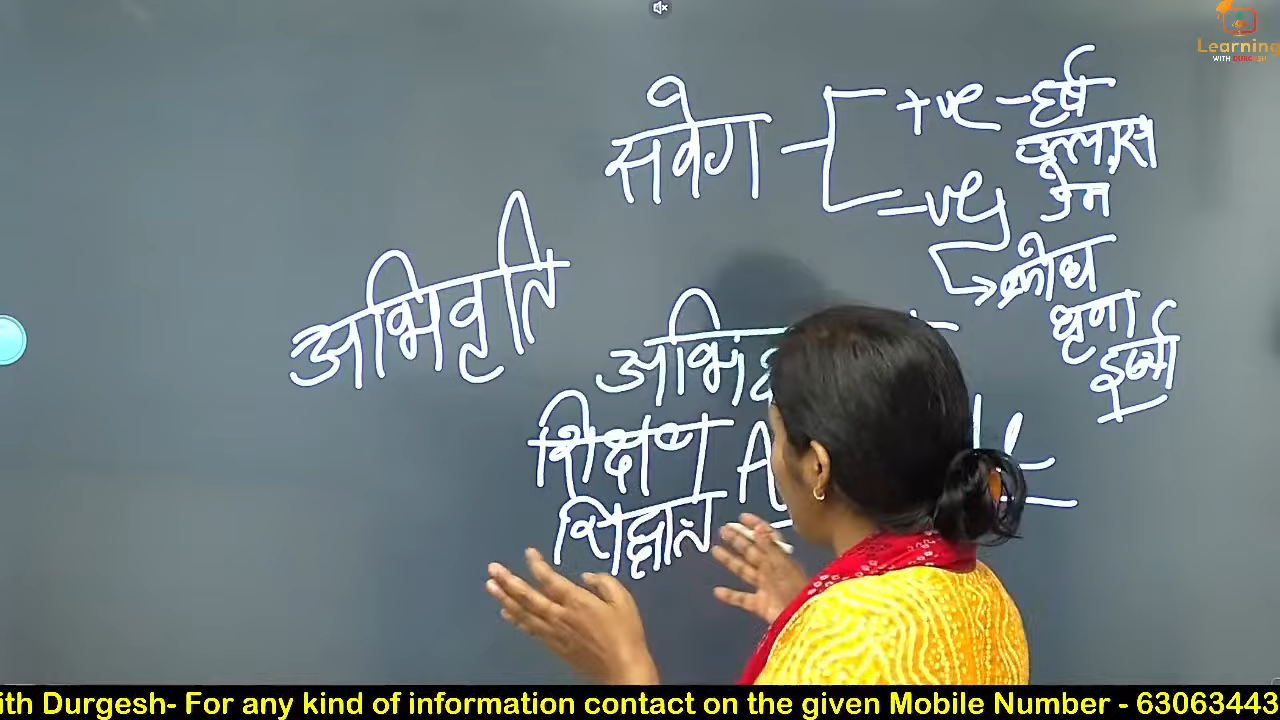 Learning
WITH DURGESH
संवेग
+ve - हर्ष
उल्लास
प्रेम
-ve
→ क्रोध
घृणा
ईर्ष्या
अभिवृति
अभि
शिक्षण A
सिद्धांत
ith Durgesh- For any kind of information contact on the given Mobile Number - 63063443